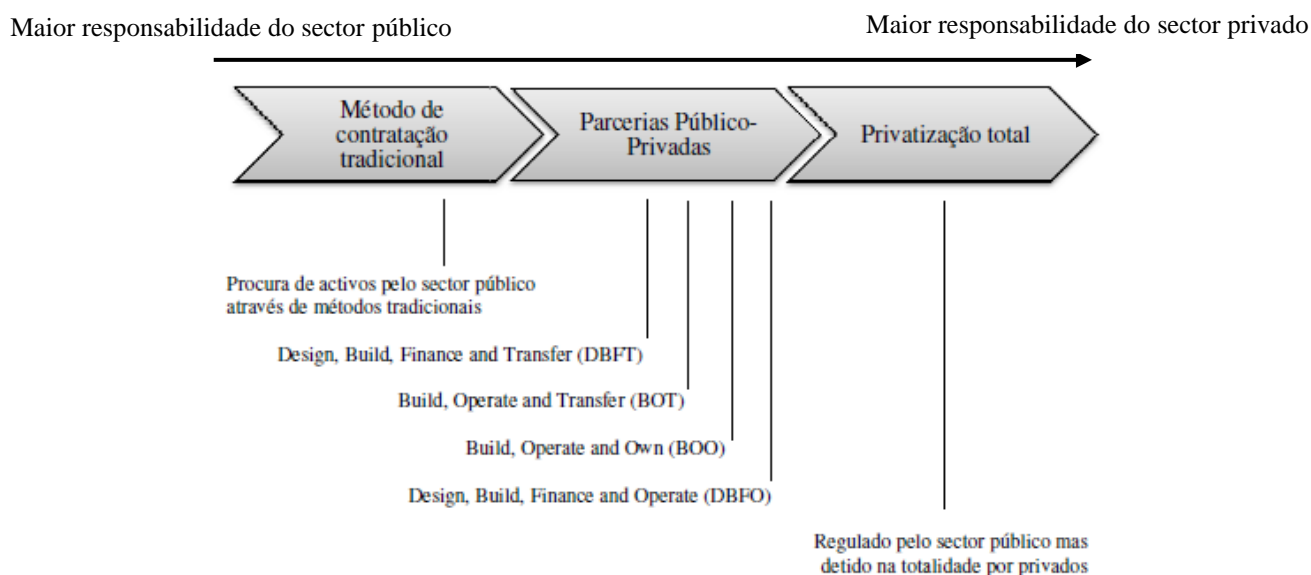 Maior responsabilidade do sector público
Maior responsabilidade do sector privado
Método de
contratação
tradicional
Parcerias Público-
Privadas
Privatização total
Procura de activos pelo sector público
através de métodos tradicionais
Design, Build, Finance and Transfer (DBFT)
Build, Operate and Transfer (BOT)
Build, Operate and Own (BOO)
Design, Build, Finance and Operate (DBFO)
Regulado pelo sector público mas
detido na totalidade por privados